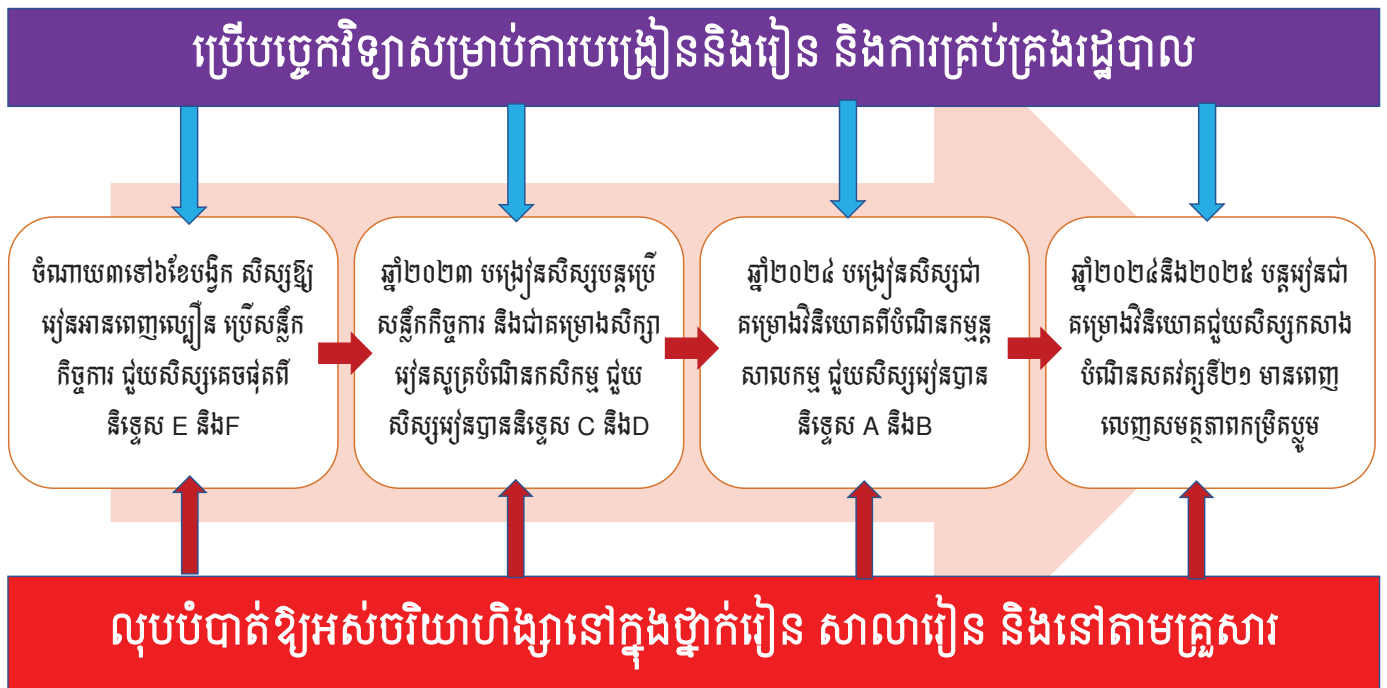 ប្រើបច្ចេកវិទ្យាសម្រាប់ការបង្រៀននិងរៀន និងការគ្រប់គ្រងរដ្ឋបាល
ចំណាយ៣ទៅ៦ខែបង្វឹក សិស្សឱ្យ
រៀនអានពេញល្បឿន ប្រើសន្លឹក
កិច្ចការ ជួយសិស្សគេចផុតពី
និទ្ទេស E និងF
ឆ្នាំ២០២៣ បង្រៀនសិស្សបន្តប្រើ
សន្លឹកកិច្ចការ និងជាគម្រោងសិក្សា
រៀនសូត្របំណិនកសិកម្ម ជួយ
សិស្សរៀនបាននិទ្ទេស C និងD
ឆ្នាំ២០២៤ បង្រៀនសិស្សជា
គម្រោងវិនិយោគពីបំណិនកម្មន្ត
សាលកម្ម ជួយសិស្សរៀនបាន
និទ្ទេស A និងB
ឆ្នាំ២០២៤និង២០២៥ បន្តរៀនជា
គម្រោងវិនិយោគជួយសិស្សកសាង
បំណិនសតវត្សទី២១ មានពេញ
លេញសមត្ថភាពកម្រិតប្លូម
លុបបំបាត់ឱ្យអស់ចរិយាហិង្សានៅក្នុងថ្នាក់រៀន សាលារៀន និងនៅតាមគ្រួសារ